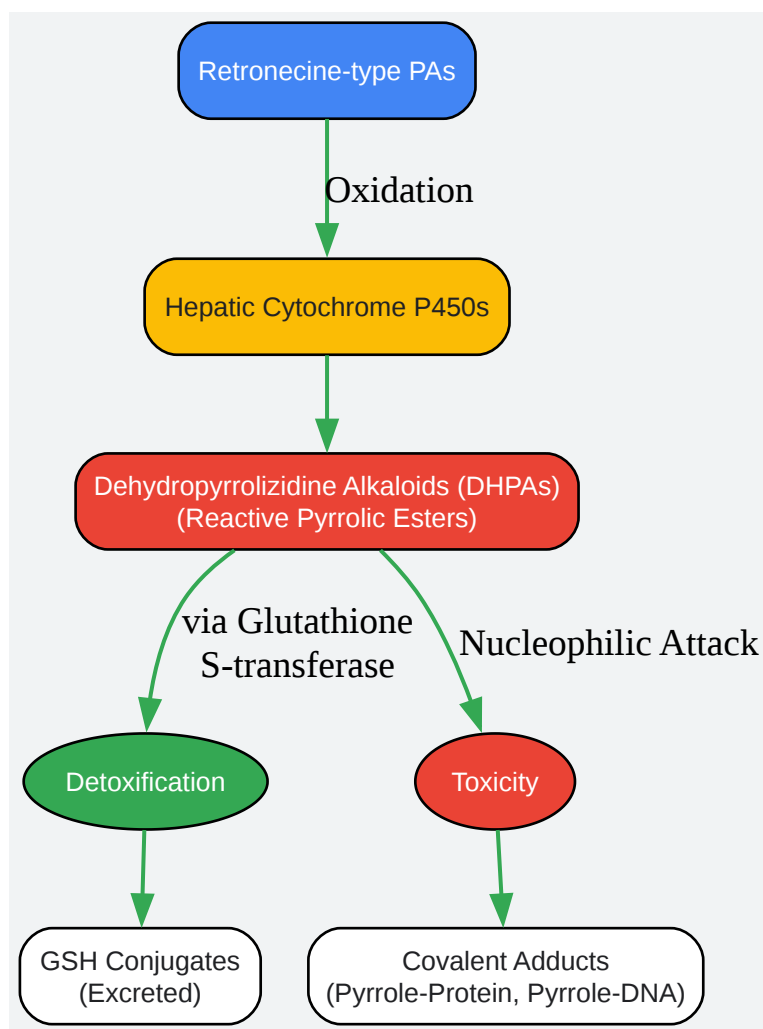 Retronecine-type PAs
Oxidation
Hepatic Cytochrome P450s
Dehydropyrrolizidine Alkaloids (DHPAs)
(Reactive Pyrrolic Esters)
via Glutathione
S-transferase
Nucleophilic Attack
Detoxification
Toxicity
GSH Conjugates
(Excreted)
Covalent Adducts
(Pyrrole-Protein, Pyrrole-DNA)